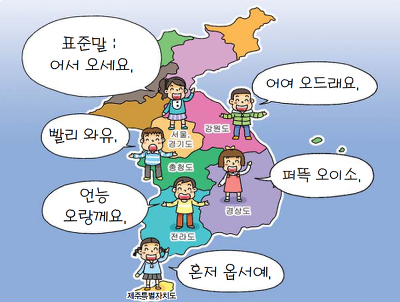 표준말 :
어서 오세요.
어여 오드래요.
서울,
경기도
강원도
빨리 와유.
충청도
퍼뜩 오이소.
경상도
언능
오랑께요.
전라도
혼저 옵서예.
제주특별자치도